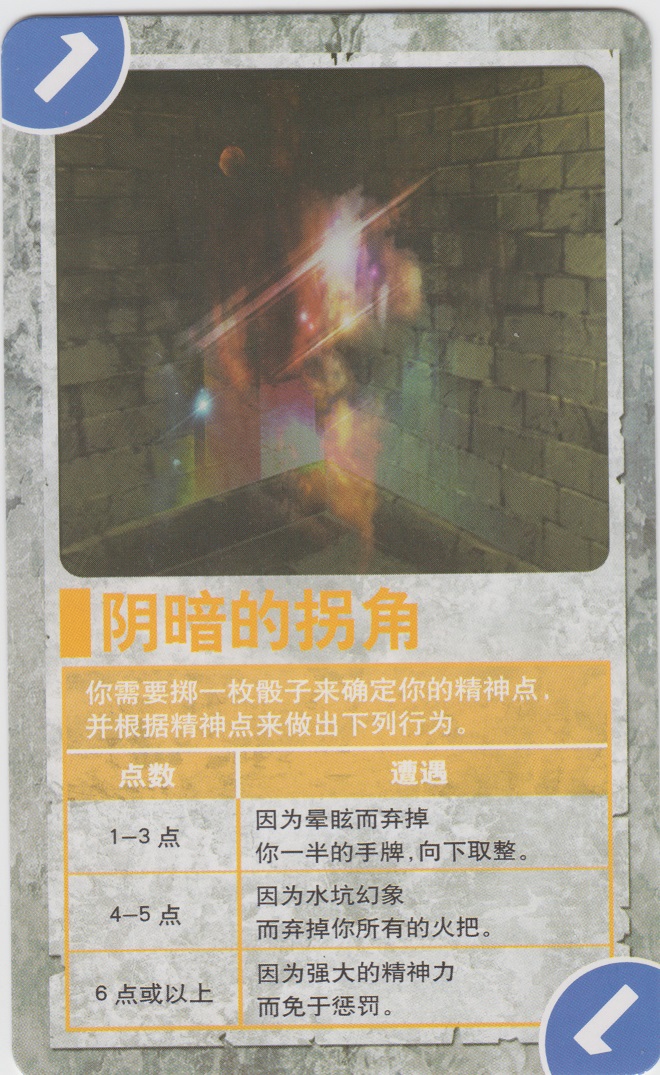 1
阴暗的拐角
你需要掷一枚骰子来确定你的精神点,
并根据精神点来做出下列行为。
点数 遭遇
1–3 点 因为晕眩而弃掉
你一半的手牌,向下取整。
4–5 点 因为水坑幻象
而弃掉你所有的火把。
6 点或以上 因为强大的精神力
而免于惩罚。
1